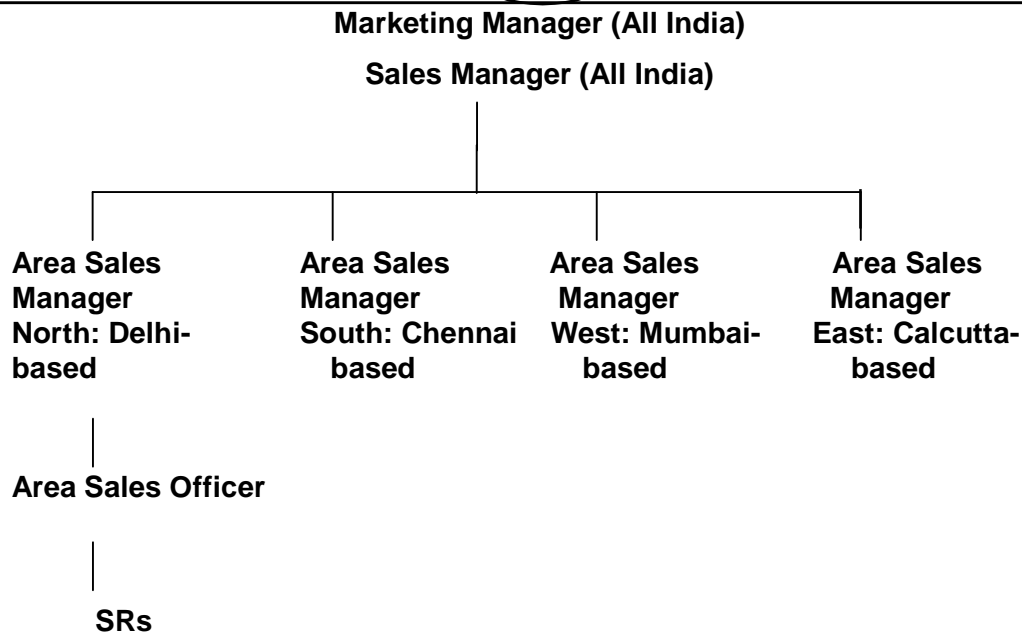 Marketing Manager (All India)
Sales Manager (All India)
Area Sales
Manager
North: Delhi-
based
Area Sales
Manager
South: Chennai
based
Area Sales
Manager
West: Mumbai-
based
Area Sales
Manager
East: Calcutta-
based
Area Sales Officer
SRs